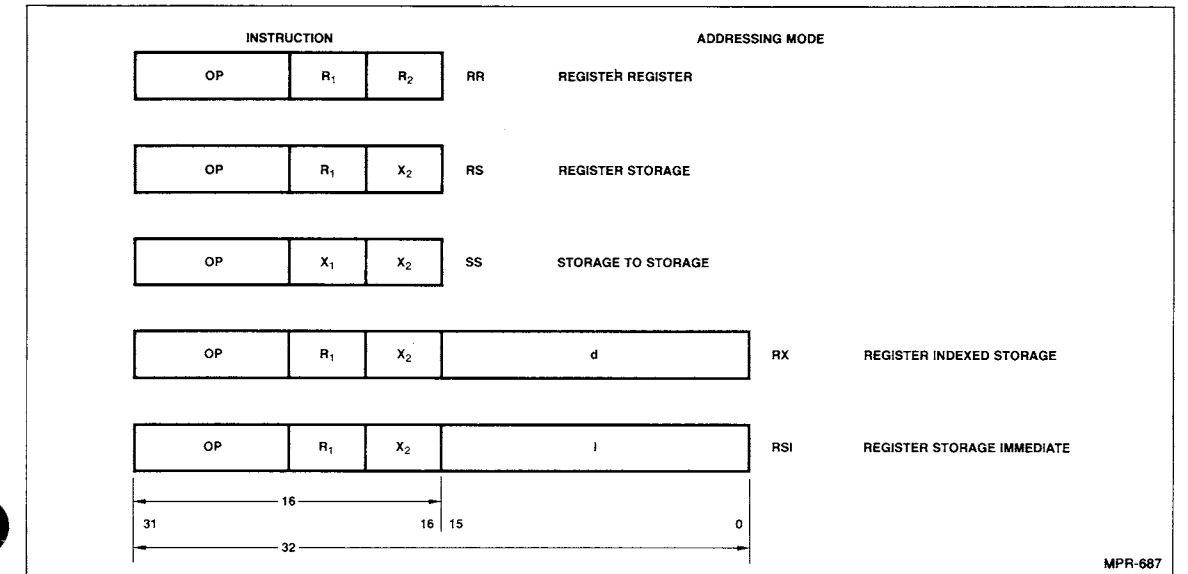 INSTRUCTION ADDRESSING MODE
OP R₁ R₂ RR REGISTER REGISTER
OP R₁ X₂ RS REGISTER STORAGE
OP X₁ X₂ SS STORAGE TO STORAGE
OP R₁ X₂ d RX REGISTER INDEXED STORAGE
OP R₁ X₂ I RSI REGISTER STORAGE IMMEDIATE
16
31 16 15 0
32
MPR-687